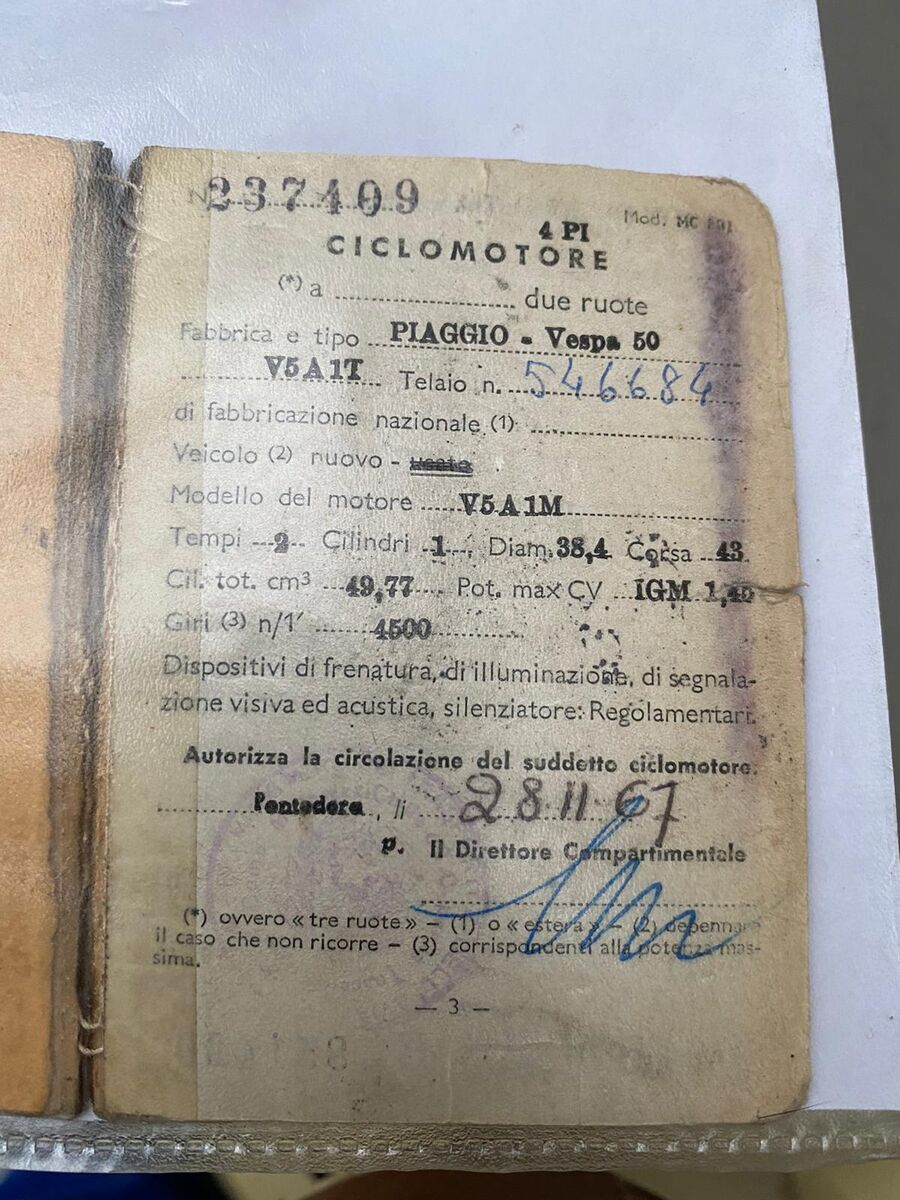 N. 237409
Mod. MC 801
4 PI
CICLOMOTORE
(*) a ........ due ruote
Fabbrica e tipo PIAGGIO - Vespa 50
V5A1T Telaio n. 546684
di fabbricazione nazionale (1)
Veicolo (2) nuovo - usato
Modello del motore V5A1M
Tempi 2 Cilindri 1, Diam. 38,4 Corsa 43
Cil. tot. cm³ 49,77 Pot. max CV IGM 1,45
Giri (3) n/1' 4500
Dispositivi di frenatura, di illuminazione, di segnala-
zione visiva ed acustica, silenziatore: Regolamentari.
Autorizza la circolazione del suddetto ciclomotore.
Pontedera, li 28 11 67
p. Il Direttore Compartimentale
(*) ovvero « tre ruote » – (1) o « estera » – (2) depennare
il caso che non ricorre – (3) corrispondenti alla potenza mas-
sima.
— 3 —